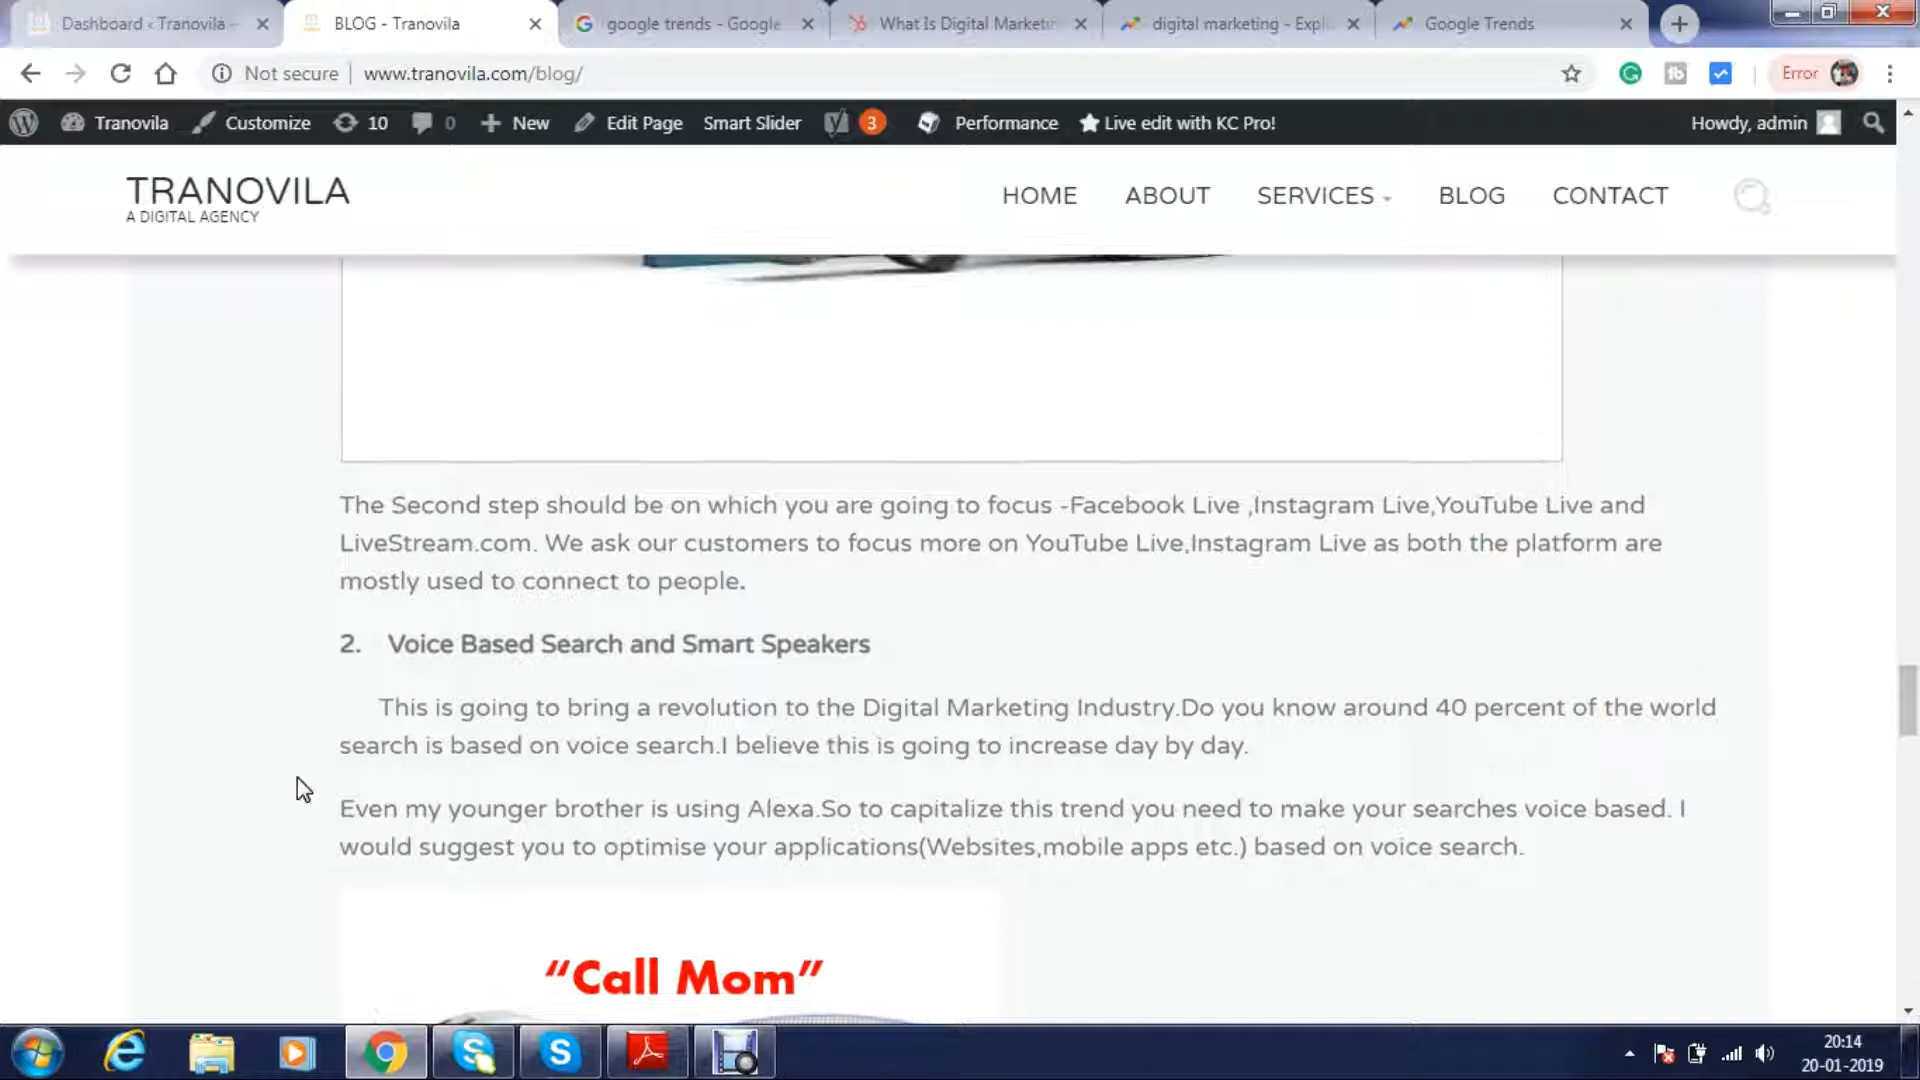 Dashboard ‹ Tranovila –
BLOG - Tranovila
google trends - Google
What Is Digital Marketin
digital marketing - Expl
Google Trends
Not secure
www.tranovila.com/blog/
Error
Tranovila
Customize
10
0
New
Edit Page
Smart Slider
3
Performance
Live edit with KC Pro!
Howdy, admin
TRANOVILA
A DIGITAL AGENCY
HOME
ABOUT
SERVICES
BLOG
CONTACT
The Second step should be on which you are going to focus -Facebook Live ,Instagram Live,YouTube Live and
LiveStream.com. We ask our customers to focus more on YouTube Live,Instagram Live as both the platform are
mostly used to connect to people.
2. Voice Based Search and Smart Speakers
This is going to bring a revolution to the Digital Marketing Industry.Do you know around 40 percent of the world
search is based on voice search.I believe this is going to increase day by day.
Even my younger brother is using Alexa.So to capitalize this trend you need to make your searches voice based. I
would suggest you to optimise your applications(Websites,mobile apps etc.) based on voice search.
“Call Mom”
20:14
20-01-2019